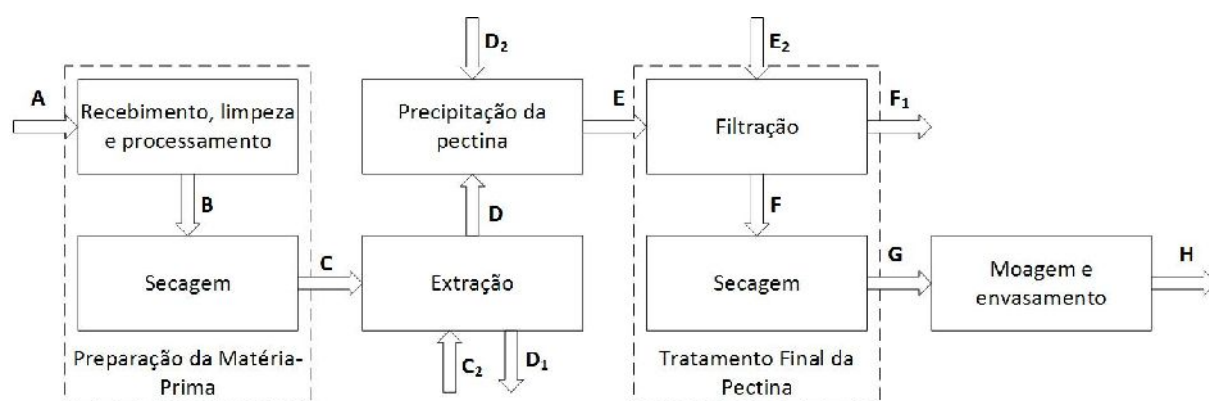 A
Recebimento, limpeza
e processamento
B
Secagem
Preparação da Matéria-
Prima
C
D₂
Precipitação da
pectina
D
Extração
C₂
D₁
E
E₂
Filtração
F₁
F
Secagem
Tratamento Final da
Pectina
G
Moagem e
envasamento
H